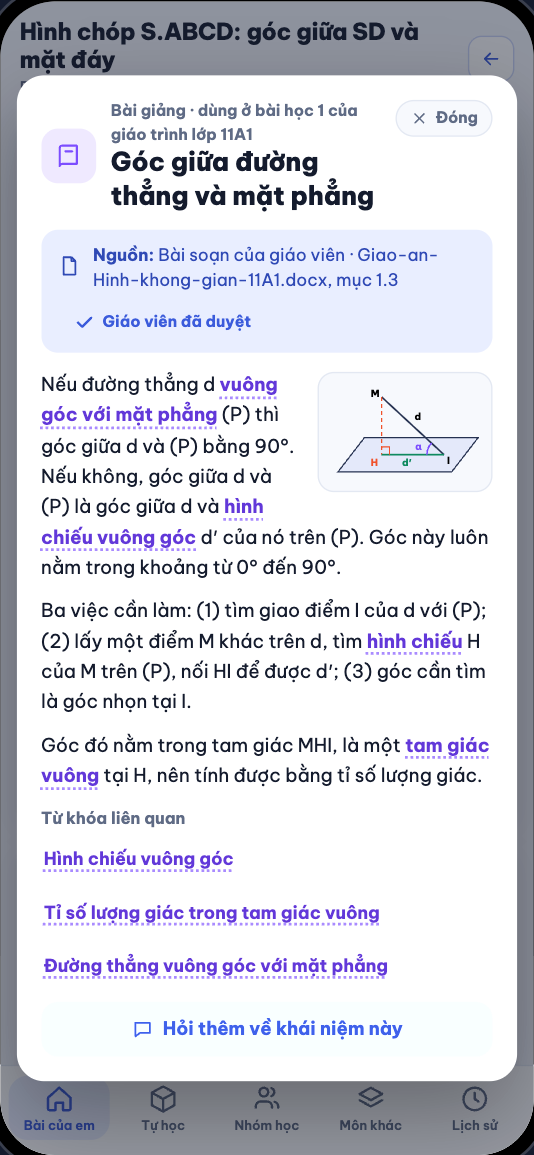 Hình chóp S.ABCD: góc giữa SD và
mặt đáy
Bài giảng · dùng ở bài học 1 của
giáo trình lớp 11A1
Đóng
Góc giữa đường
thẳng và mặt phẳng
Nguồn: Bài soạn của giáo viên · Giao-an-
Hinh-khong-gian-11A1.docx, mục 1.3
Giáo viên đã duyệt
Nếu đường thẳng d vuông
góc với mặt phẳng (P) thì
góc giữa d và (P) bằng 90°.
Nếu không, góc giữa d và
(P) là góc giữa d và hình
chiếu vuông góc d′ của nó trên (P). Góc này luôn
nằm trong khoảng từ 0° đến 90°.
M
d
α
H
d′
I
Ba việc cần làm: (1) tìm giao điểm I của d với (P);
(2) lấy một điểm M khác trên d, tìm hình chiếu H
của M trên (P), nối HI để được d′; (3) góc cần tìm
là góc nhọn tại I.
Góc đó nằm trong tam giác MHI, là một tam giác
vuông tại H, nên tính được bằng tỉ số lượng giác.
Từ khóa liên quan
Hình chiếu vuông góc
Tỉ số lượng giác trong tam giác vuông
Đường thẳng vuông góc với mặt phẳng
Hỏi thêm về khái niệm này
Bài của em
Tự học
Nhóm học
Môn khác
Lịch sử